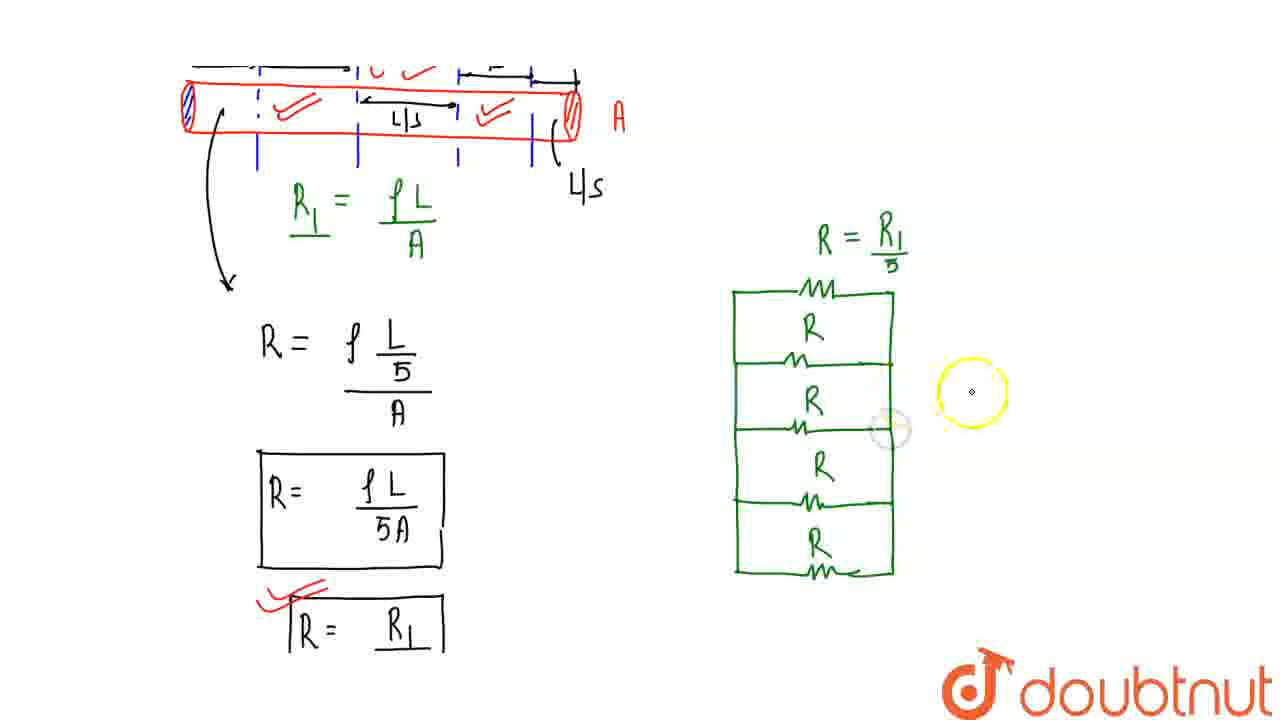 L/5
A
L/5
R₁ = ρL
A
R = R₁
5
R = ρ L
5
A
R
R
R
R
R = ρL
5A
R = R₁
doubtnut